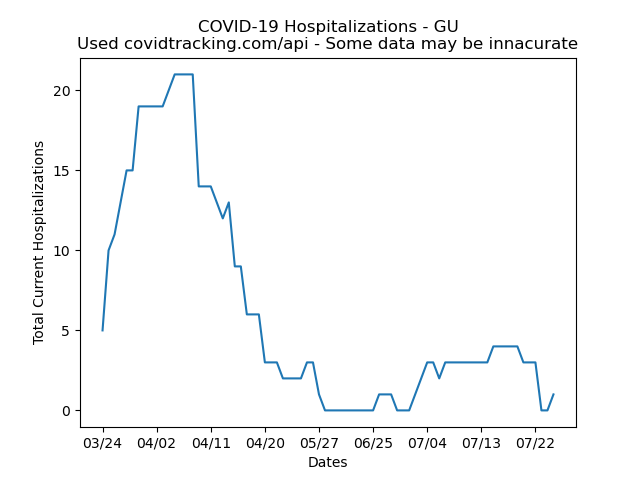 COVID-19 Hospitalizations - GU
Used covidtracking.com/api - Some data may be innacurate
20
15
10
5
0
Total Current Hospitalizations
03/24 04/02 04/11 04/20 05/27 06/25 07/04 07/13 07/22
Dates